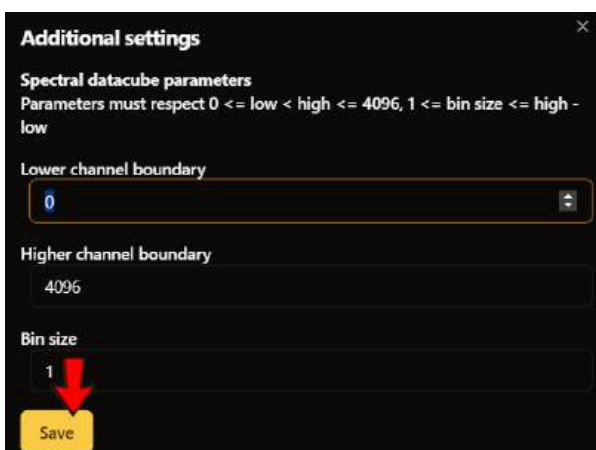 Additional settings
Spectral datacube parameters
Parameters must respect 0 <= low < high <= 4096, 1 <= bin size <= high -
low
Lower channel boundary
0
Higher channel boundary
4096
Bin size
1
Save